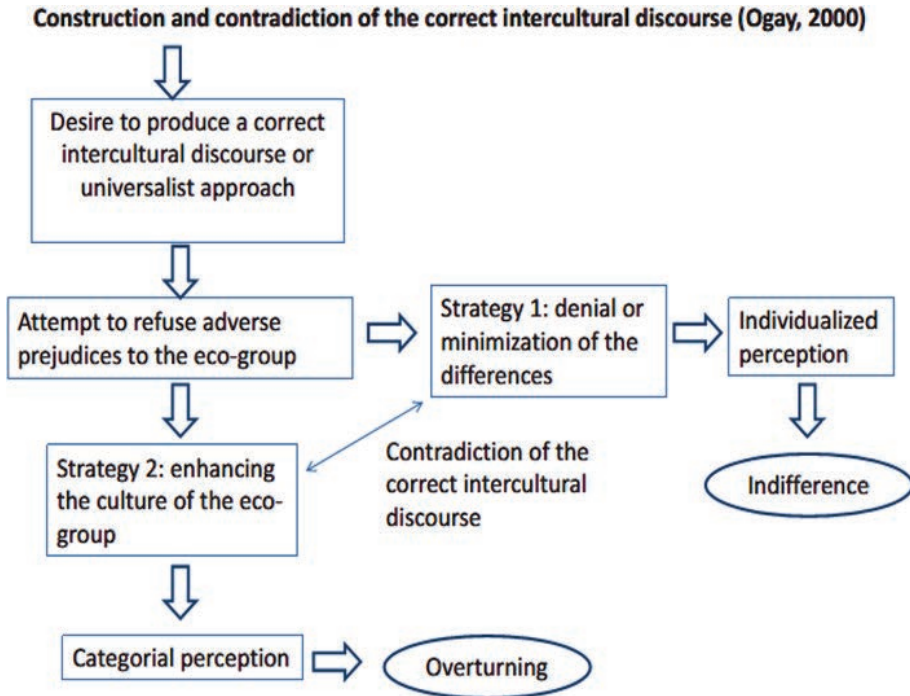 Construction and contradiction of the correct intercultural discourse (Ogay, 2000)
Desire to produce a correct
intercultural discourse or
universalist approach
Attempt to refuse adverse
prejudices to the eco-group
Strategy 1: denial or
minimization of the
differences
Individualized
perception
Strategy 2: enhancing
the culture of the eco-
group
Contradiction of the
correct intercultural
discourse
Indifference
Categorial perception
Overturning